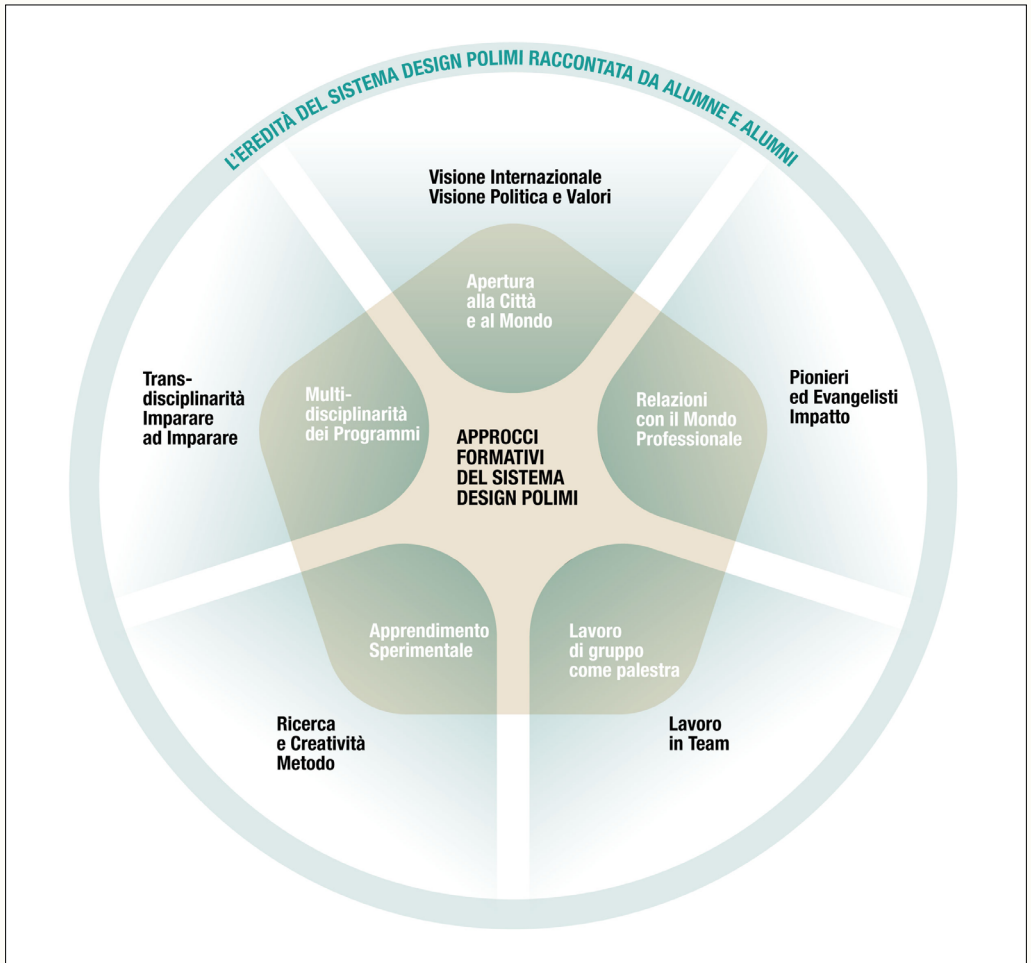 L'EREDITÀ DEL SISTEMA DESIGN POLIMI RACCONTATA DA ALUMNE E ALUMNI
Visione Internazionale
Visione Politica e Valori
Apertura
alla Città
e al Mondo
Trans-
disciplinarità
Imparare
ad Imparare
Multi-
disciplinarità
dei Programmi
APPROCCI
FORMATIVI
DEL SISTEMA
DESIGN POLIMI
Relazioni
con il Mondo
Professionale
Pionieri
ed Evangelisti
Impatto
Apprendimento
Sperimentale
Lavoro
di gruppo
come palestra
Ricerca
e Creatività
Metodo
Lavoro
in Team